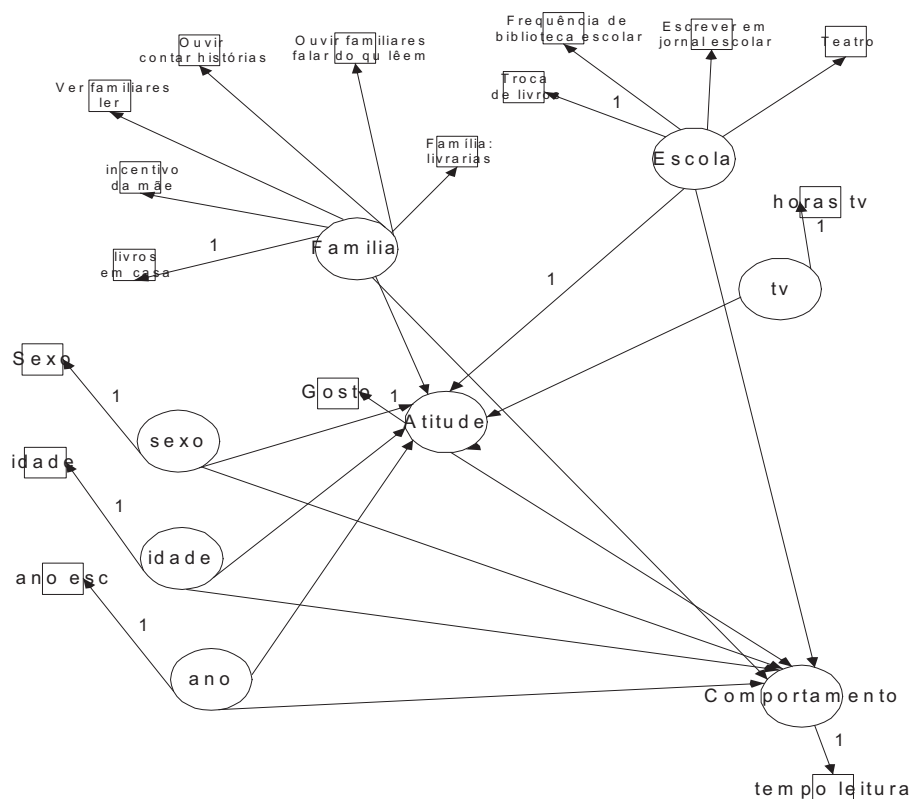 Ouvir
contar histórias
Ouvir familiares
falar do qu lêem
Frequência de
biblioteca escolar
Escrever em
jornal escolar
Teatro
Ver familiares
ler
Troca
de livros
1
Família:
livrarias
Escola
incentivo
da mãe
horas tv
1
livros
em casa
1
Familia
1
tv
Sexo
1
Gosto
1
Atitude
sexo
idade
1
idade
ano esc
1
ano
Comportamento
1
tempo leitura